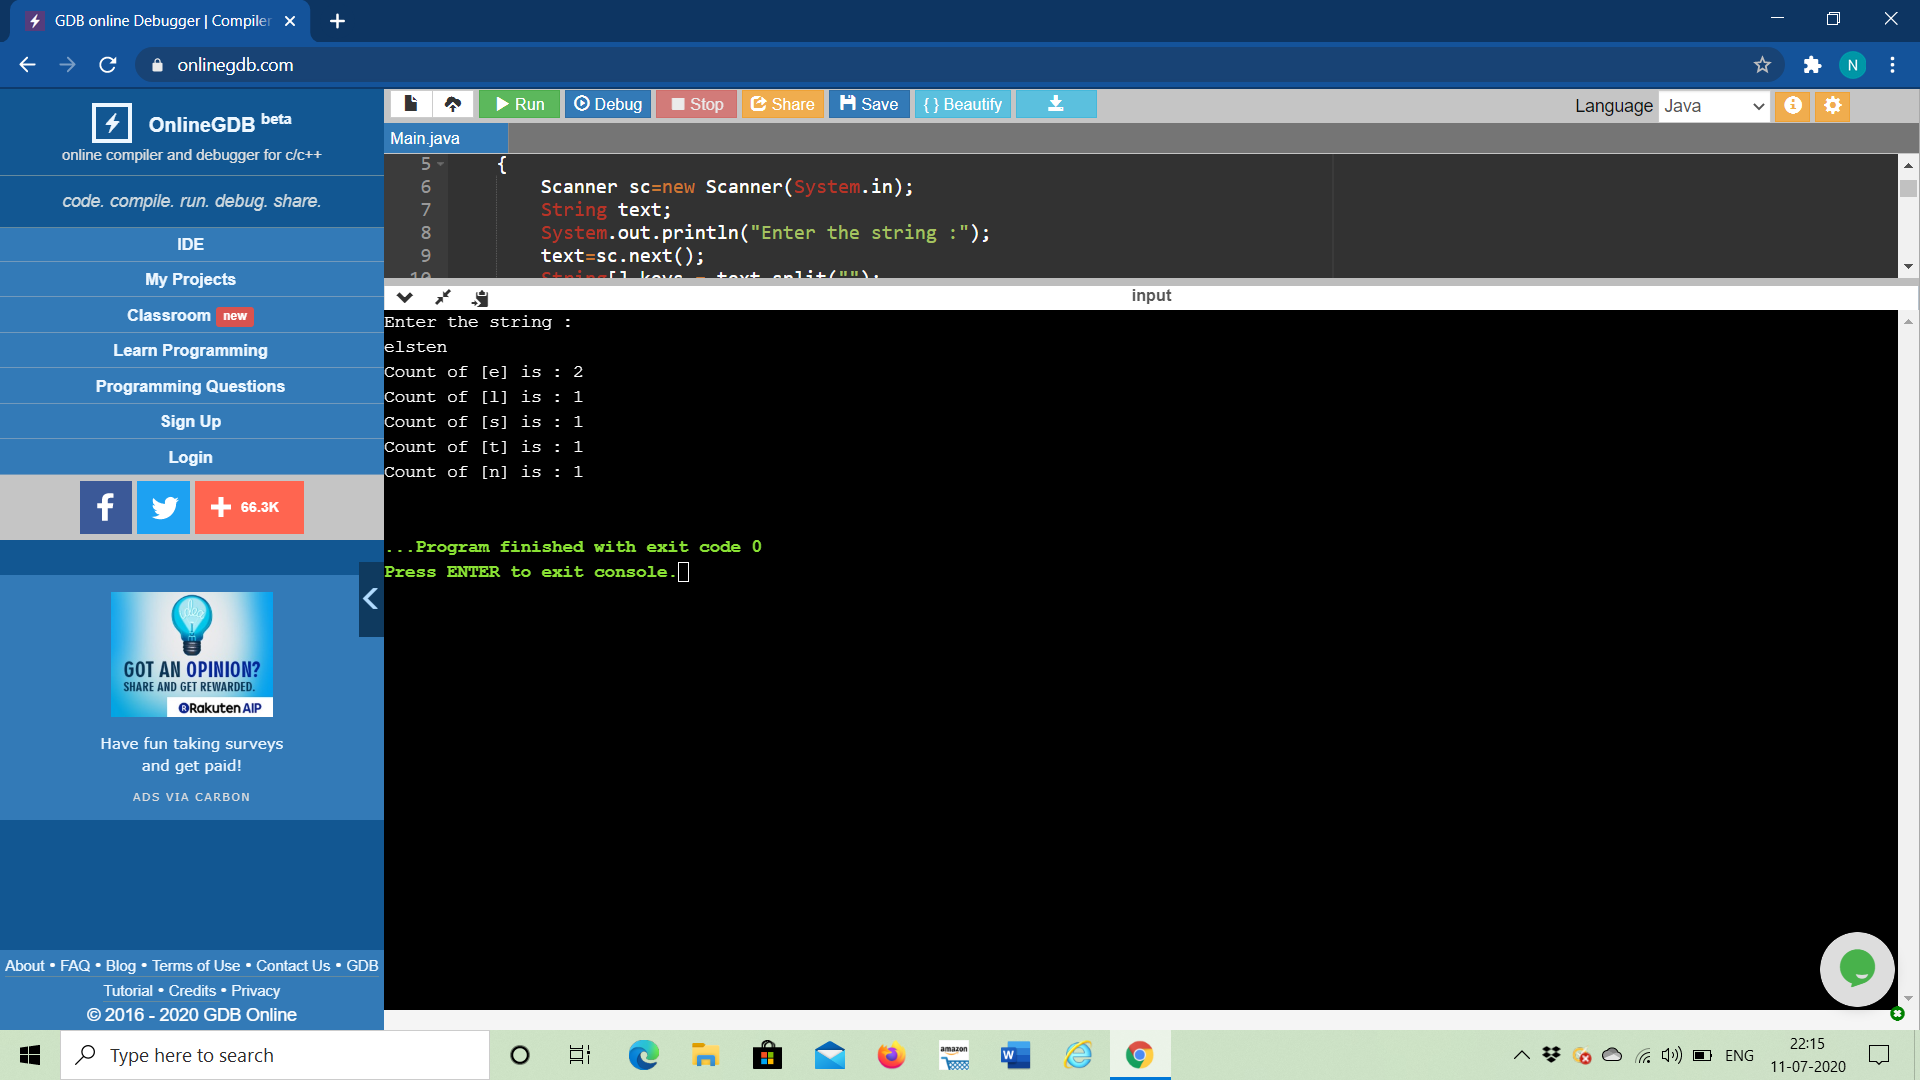 GDB online Debugger | Compiler
onlinegdb.com
N
OnlineGDB beta
online compiler and debugger for c/c++
code. compile. run. debug. share.
IDE
My Projects
Classroom new
Learn Programming
Programming Questions
Sign Up
Login
66.3K
GOT AN OPINION?
SHARE AND GET REWARDED.
Rakuten AIP
Have fun taking surveys
and get paid!
ADS VIA CARBON
About • FAQ • Blog • Terms of Use • Contact Us • GDB
Tutorial • Credits • Privacy
© 2016 - 2020 GDB Online
Run Debug Stop Share Save { } Beautify
Language Java
Main.java
5 {
6 Scanner sc=new Scanner(System.in);
7 String text;
8 System.out.println("Enter the string :");
9 text=sc.next();
10 String[] keys = text.split("");
input
Enter the string :
elsten
Count of [e] is : 2
Count of [l] is : 1
Count of [s] is : 1
Count of [t] is : 1
Count of [n] is : 1
...Program finished with exit code 0
Press ENTER to exit console.
Type here to search
amazon
W
ENG
22:15
11-07-2020